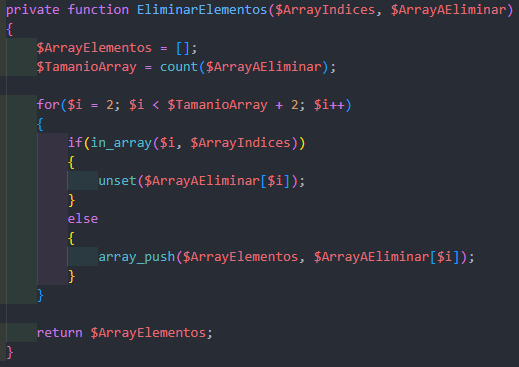 private function EliminarElementos($ArrayIndices, $ArrayAEliminar)
{
$ArrayElementos = [];
$TamanioArray = count($ArrayAEliminar);
for($i = 2; $i < $TamanioArray + 2; $i++)
{
if(in_array($i, $ArrayIndices))
{
unset($ArrayAEliminar[$i]);
}
else
{
array_push($ArrayElementos, $ArrayAEliminar[$i]);
}
}
return $ArrayElementos;
}